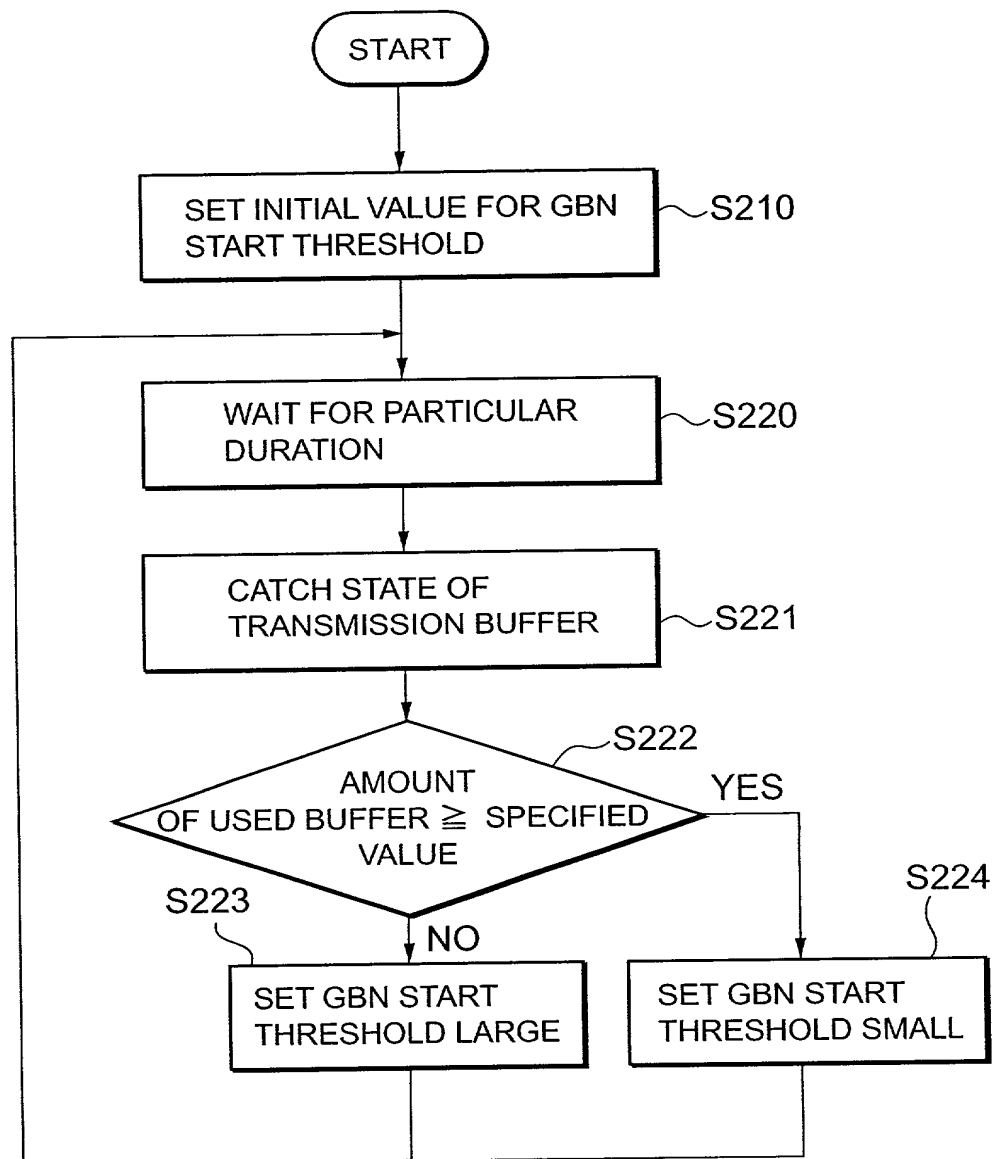 START
SET INITIAL VALUE FOR GBN
START THRESHOLD
S210
WAIT FOR PARTICULAR
DURATION
S220
CATCH STATE OF
TRANSMISSION BUFFER
S221
S222
AMOUNT
OF USED BUFFER ≧ SPECIFIED
VALUE
YES
S223
NO
S224
SET GBN START
THRESHOLD LARGE
SET GBN START
THRESHOLD SMALL